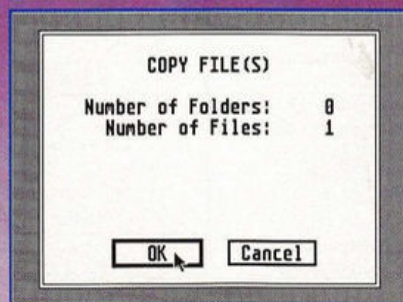 COPY FILE(S)
Number of Folders: 0
Number of Files: 1
OK
Cancel